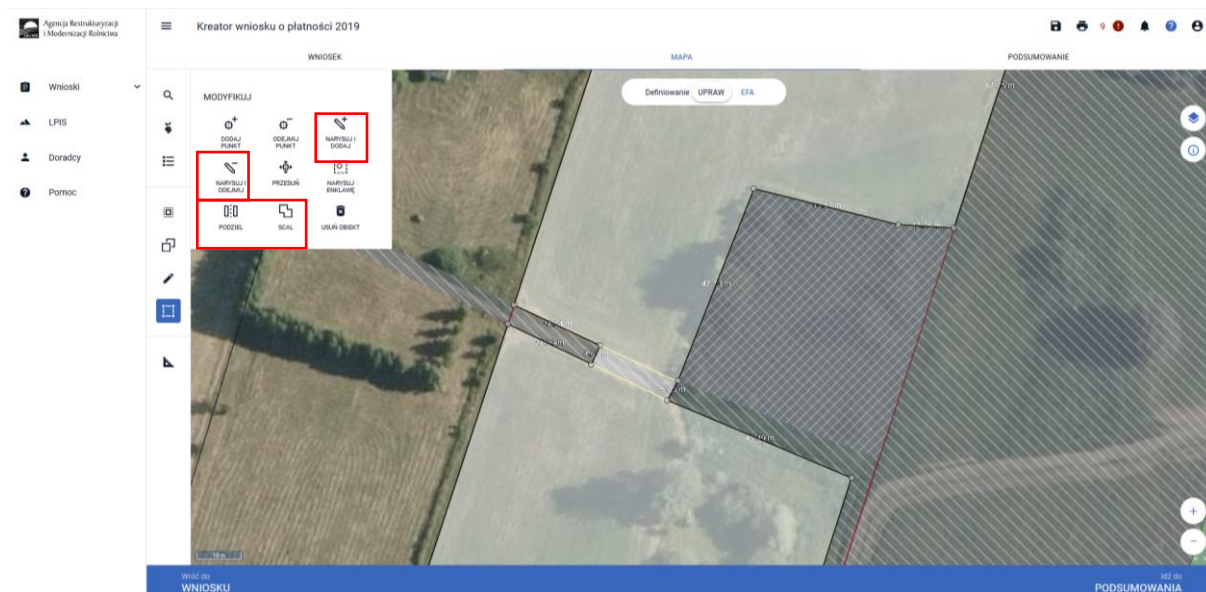 Agencja Restrukturyzacji
i Modernizacji Rolnictwa
Kreator wniosku o płatności 2019
9
WNIOSEK
MAPA
PODSUMOWANIE
Wnioski
LPIS
Doradcy
Pomoc
MODYFIKUJ
DODAJ
PUNKT
ODEJMIJ
PUNKT
NARYSUJ I
DODAJ
NARYSUJ I
ODEJMIJ
PRZESUŃ
NARYSUJ
ENKLAWĘ
PODZIEL
SCAL
USUŃ OBIEKT
Definiowanie UPRAW EFA
10 m
Wróć do
WNIOSKU
Idź do
PODSUMOWANIA